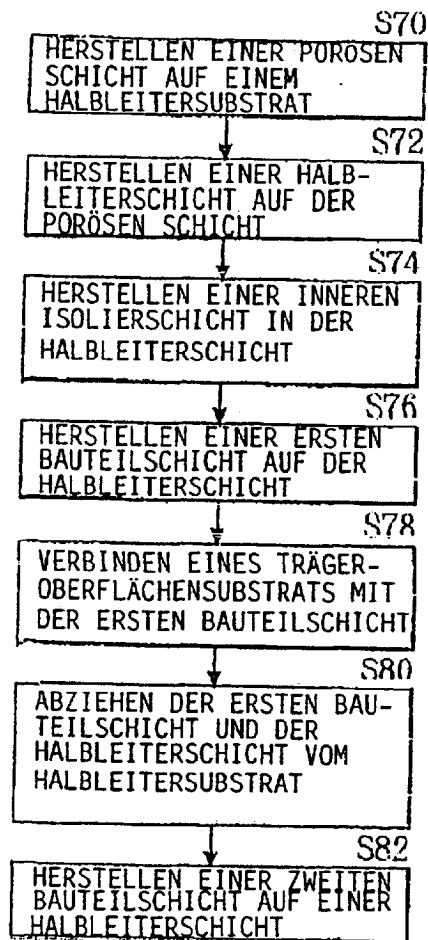 S70
HERSTELLEN EINER PORÖSEN
SCHICHT AUF EINEM
HALBLEITERSUBSTRAT
S72
HERSTELLEN EINER HALB-
LEITERSCHICHT AUF DER
PORÖSEN SCHICHT
S74
HERSTELLEN EINER INNEREN
ISOLIERSCHICHT IN DER
HALBLEITERSCHICHT
S76
HERSTELLEN EINER ERSTEN
BAUTEILSCHICHT AUF DER
HALBLEITERSCHICHT
S78
VERBINDEN EINES TRÄGER-
OBERFLÄCHENSUBSTRATS MIT
DER ERSTEN BAUTEILSCHICHT
S80
ABZIEHEN DER ERSTEN BAU-
TEILSCHICHT UND DER
HALBLEITERSCHICHT VOM
HALBLEITERSUBSTRAT
S82
HERSTELLEN EINER ZWEITEN
BAUTEILSCHICHT AUF EINER
HALBLEITERSCHICHT